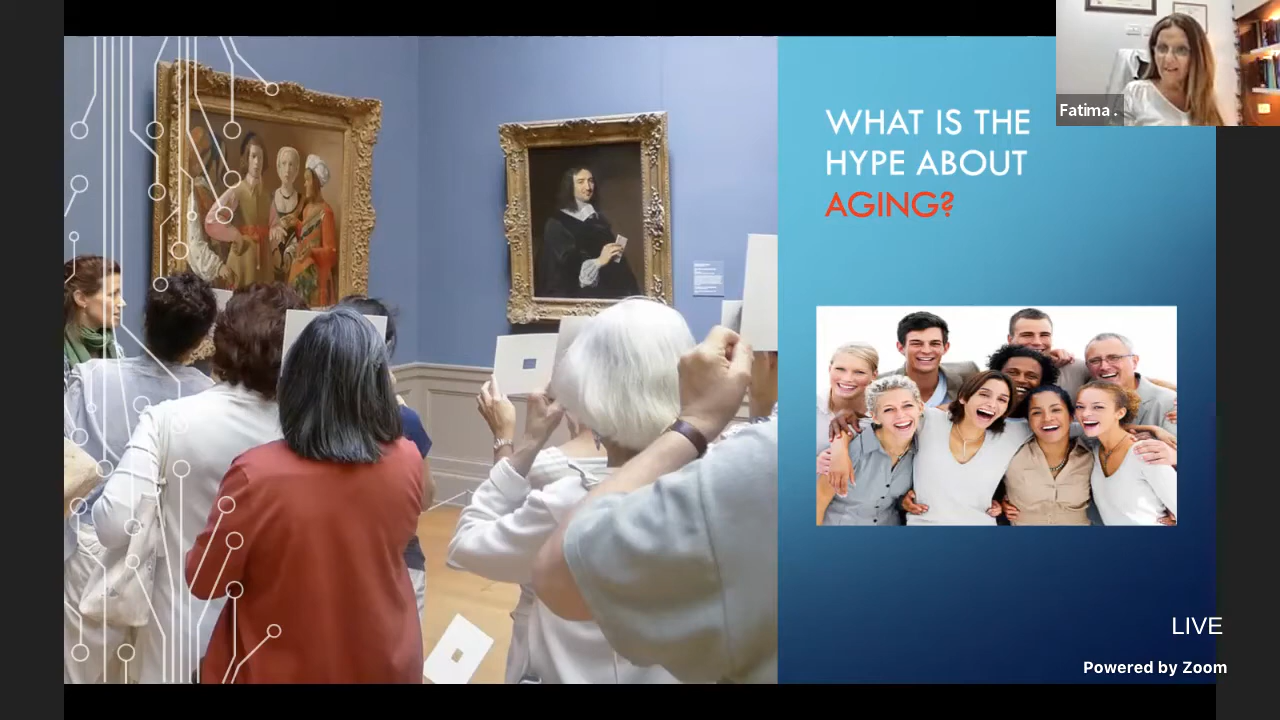 WHAT IS THE
HYPE ABOUT
AGING?
Fatima .
LIVE
Powered by Zoom